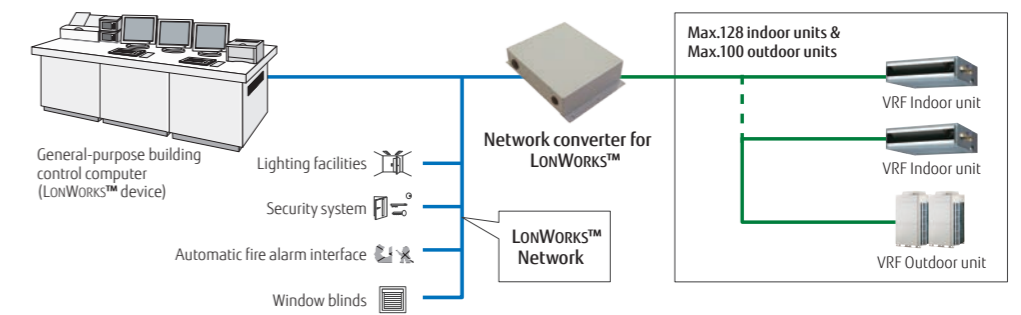 Max.128 indoor units &
Max.100 outdoor units
VRF Indoor unit
Network converter for
LONWORKS™
General-purpose building
control computer
(LONWORKS™ device)
Lighting facilities
VRF Indoor unit
Security system
LONWORKS™
Network
Automatic fire alarm interface
VRF Outdoor unit
Window blinds